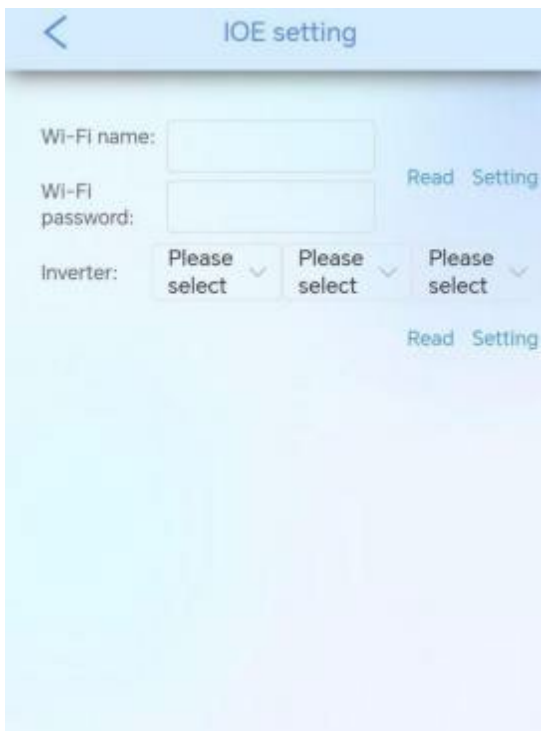 IOE setting
Wi-Fi name:
Read Setting
Wi-Fi
password:
Inverter:
Please
select
Please
select
Please
select
Read Setting